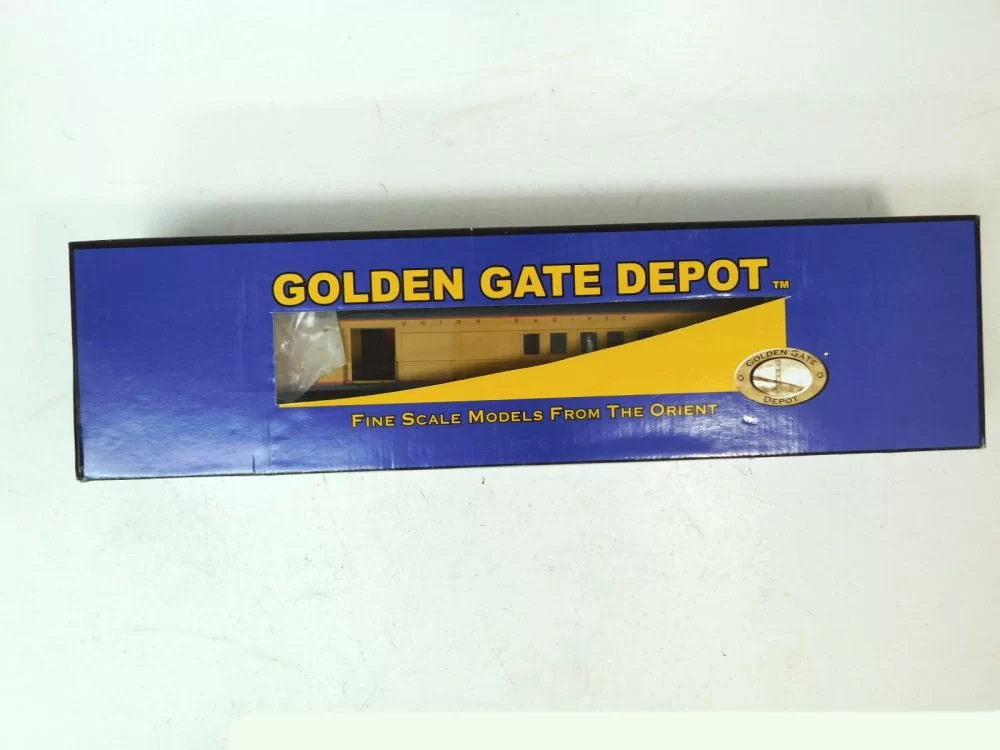 GOLDEN GATE DEPOT™
UNION PACIFIC
GOLDEN GATE
DEPOT
FINE SCALE MODELS FROM THE ORIENT